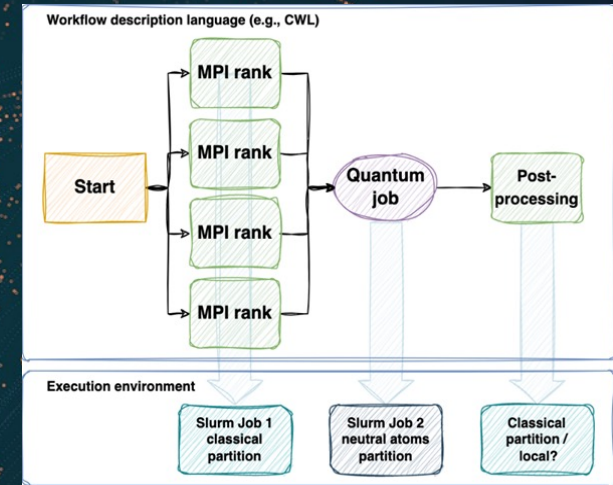 Workflow description language (e.g., CWL)
MPI rank
MPI rank
MPI rank
MPI rank
Start
Quantum
job
Post-
processing
Execution environment
Slurm Job 1
classical
partition
Slurm Job 2
neutral atoms
partition
Classical
partition /
local?